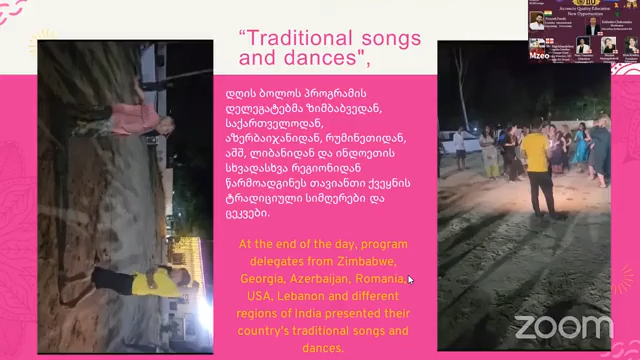 “Traditional songs
and dances",
დღის ბოლოს პროგრამის
დელეგატებმა ზიმბაბვედან,
საქართველოდან,
აზერბაიჯანიდან, რუმინეთიდან,
აშშ, ლიბანიდან და ინდოეთის
სხვადასხვა რეგიონიდან
წარმოადგინეს თავიანთი ქვეყნის
ტრადიციული სიმღერები და
ცეკვები.
At the end of the day, program
delegates from Zimbabwe,
Georgia, Azerbaijan, Romania,
USA, Lebanon and different
regions of India presented their
country's traditional songs and
dances.
Mzeo
zoom